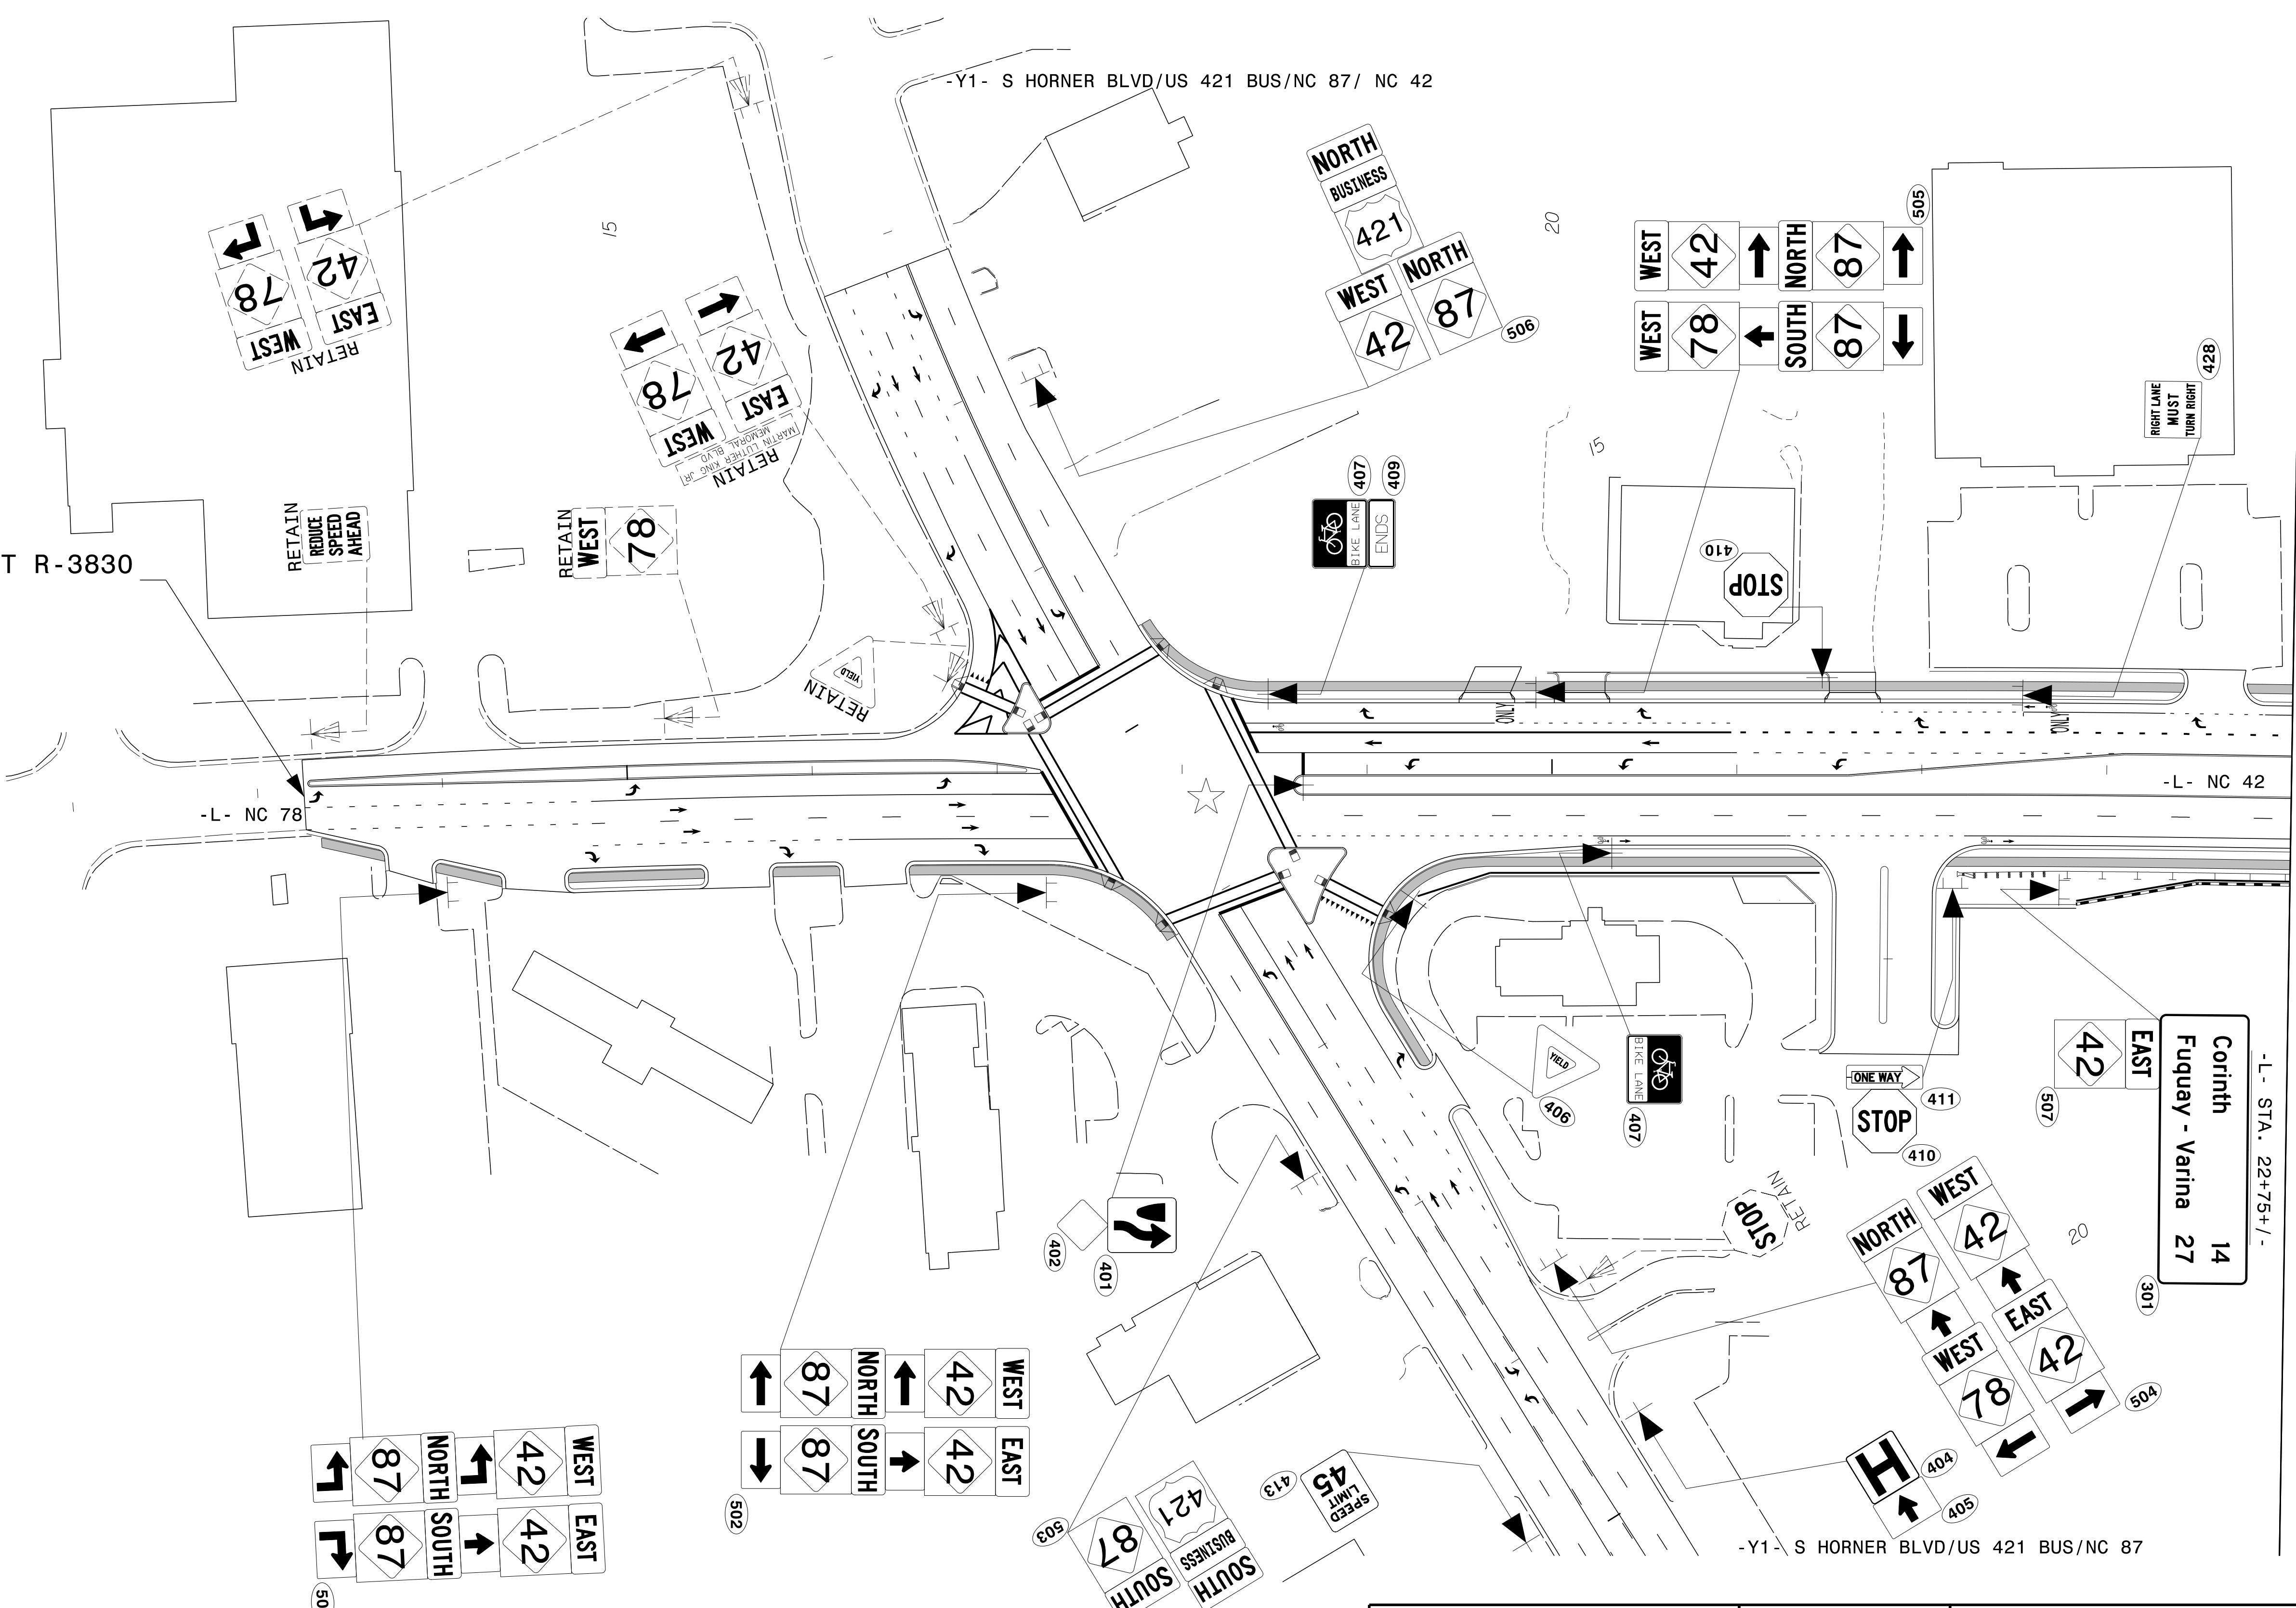 -Y1- S HORNER BLVD/US 421 BUS/NC 87/ NC 42
NORTH
BUSINESS
421
WEST
42
NORTH
87
506
20
505
WEST
42
NORTH
87
WEST
78
SOUTH
87
428
RIGHT LANE
MUST
TURN RIGHT
15
EAST
42
WEST
78
RETAIN
EAST
42
WEST
78
MARTIN LUTHER KING JR
MEMORAL BLVD
RETAIN
RETAIN
REDUCE
SPEED
AHEAD
RETAIN
WEST
78
T R-3830
YIELD
RETAIN
407
409
BIKE LANE
ENDS
15
410
STOP
ONLY
ONLY
-L- NC 78
-L- NC 42
YIELD
406
BIKE LANE
407
ONE WAY
411
STOP
410
EAST
42
507
Corinth 14
Fuquay - Varina 27
301
-L- STA. 22+75+/-
20
STOP
RETAIN
WEST
42
EAST
42
NORTH
87
WEST
78
504
H
404
405
402
401
WEST
42
NORTH
87
EAST
42
SOUTH
87
502
WEST
42
NORTH
87
EAST
42
SOUTH
87
50
SOUTH
BUSINESS
421
SOUTH
87
503
SPEED
LIMIT
45
413
-Y1- S HORNER BLVD/US 421 BUS/NC 87